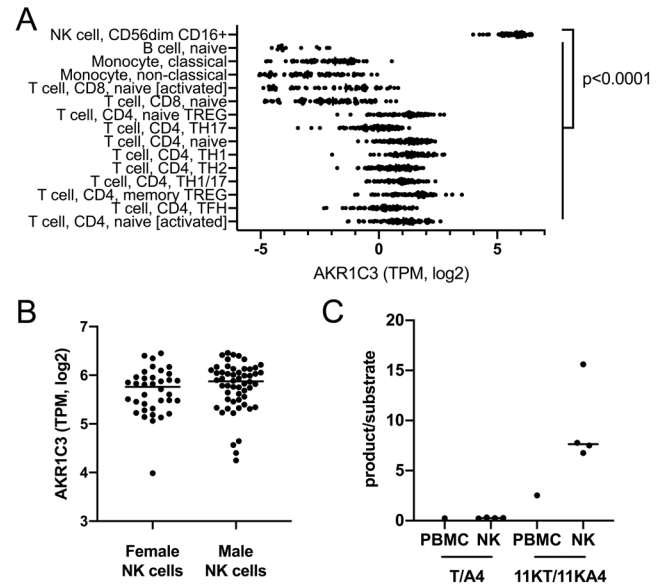 A
NK cell, CD56dim CD16+
B cell, naive
Monocyte, classical
Monocyte, non-classical
T cell, CD8, naive [activated]
T cell, CD8, naive
T cell, CD4, naive TREG
T cell, CD4, TH17
T cell, CD4, naive
T cell, CD4, TH1
T cell, CD4, TH2
T cell, CD4, TH1/17
T cell, CD4, memory TREG
T cell, CD4, TFH
T cell, CD4, naive [activated]
p<0.0001
-5 0 5
AKR1C3 (TPM, log2)
B
AKR1C3 (TPM, log2)
7
6
5
4
3
Female Male
NK cells NK cells
C
product/substrate
20
15
10
5
0
PBMC NK PBMC NK
T/A4 11KT/11KA4